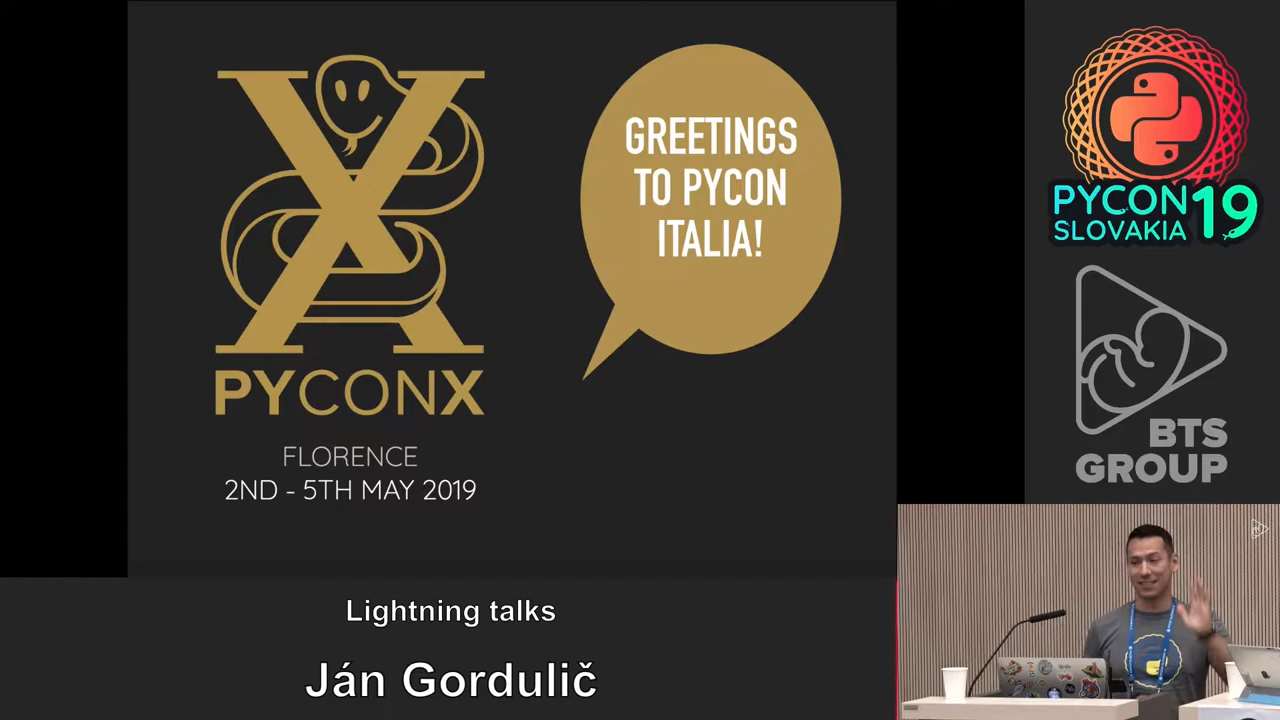 GREETINGS
TO PYCON
ITALIA!
PYCONX
FLORENCE
2ND - 5TH MAY 2019
PYCON
SLOVAKIA
19
BTS
GROUP
Lightning talks
Ján Gordulič